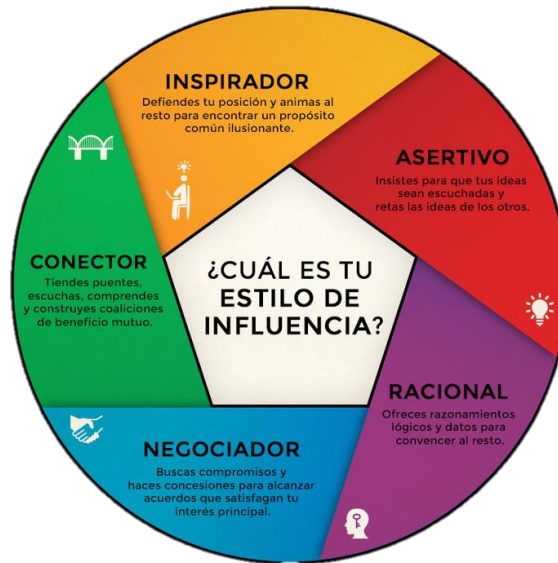 INSPIRADOR
Defiendes tu posición y animas al
resto para encontrar un propósito
común ilusionante.
ASERTIVO
Insistes para que tus ideas
sean escuchadas y
retas las ideas de los otros.
CONECTOR
Tiendes puentes,
escuchas, comprendes
y construyes coaliciones
de beneficio mutuo.
¿CUÁL ES TU
ESTILO DE
INFLUENCIA?
RACIONAL
Ofreces razonamientos
lógicos y datos para
convencer al resto.
NEGOCIADOR
Buscas compromisos y
haces concesiones para alcanzar
acuerdos que satisfagan tu
interés principal.